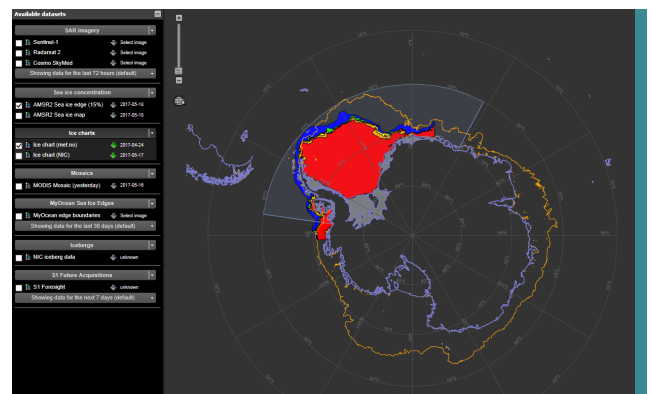 Available datasets
SAR imagery
Sentinel-1 Select image
Radarsat 2 Select image
Cosmo SkyMed Select image
Showing data for the last 72 hours (default)
Sea ice concentration
AMSR2 Sea ice edge (15%) 2017-05-18
AMSR2 Sea ice map 2017-05-18
Ice charts
Ice chart (met.no) 2017-04-24
Ice chart (NIC) 2017-05-17
Mosaics
MODIS Mosaic (yesterday) 2017-05-18
MyOcean Sea Ice Edges
MyOcean edge boundaries Select image
Showing data for the last 30 days (default)
Icebergs
NIC iceberg data unknown
S1 Future Acquisitions
S1 Foresight unknown
Showing data for the next 7 days (default)